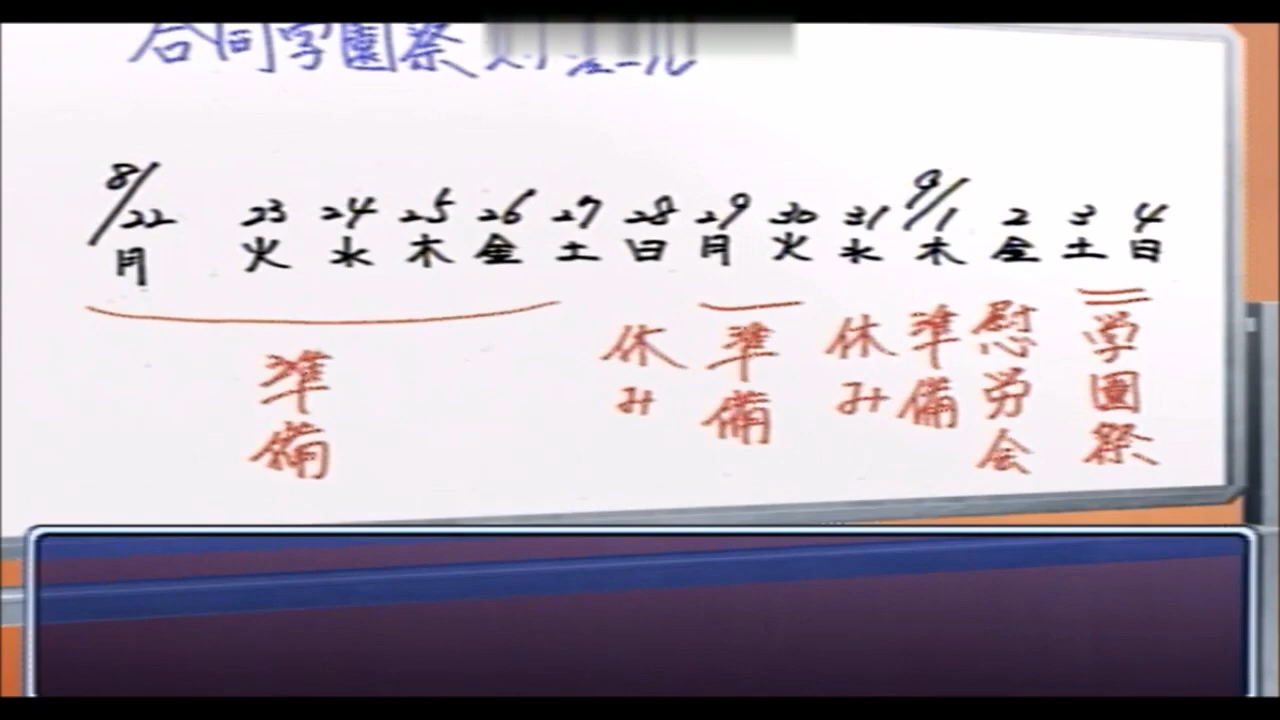 合同学園祭
8/22 23 24 25 26 27 28 29 30 31 9/1 2 3 4
月 火 水 木 金 土 日 月 火 水 木 金 土 日
準備 休み 準備 休み 準備 慰労会 学園祭